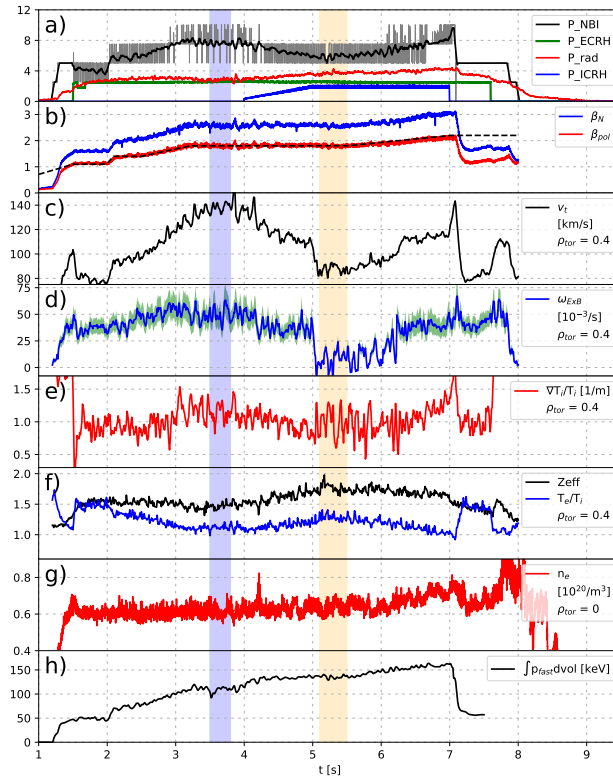 a)
12
8
4
0
P_NBI
P_ECRH
P_rad
P_ICRH
b)
3
2
1
0
β_N
β_pol
c)
140
120
100
80
v_t
[km/s]
ρ_tor = 0.4
d)
75
50
25
0
ω_ExB
[10⁻³/s]
ρ_tor = 0.4
e)
1.5
1.0
0.5
∇T_i/T_i [1/m]
ρ_tor = 0.4
f)
2.0
1.5
1.0
Zeff
T_e/T_i
ρ_tor = 0.4
g)
0.8
0.6
0.4
n_e
[10²⁰/m³]
ρ_tor = 0
h)
150
100
50
0
∫p_fast dvol [keV]
1 2 3 4 5 6 7 8 9
t [s]